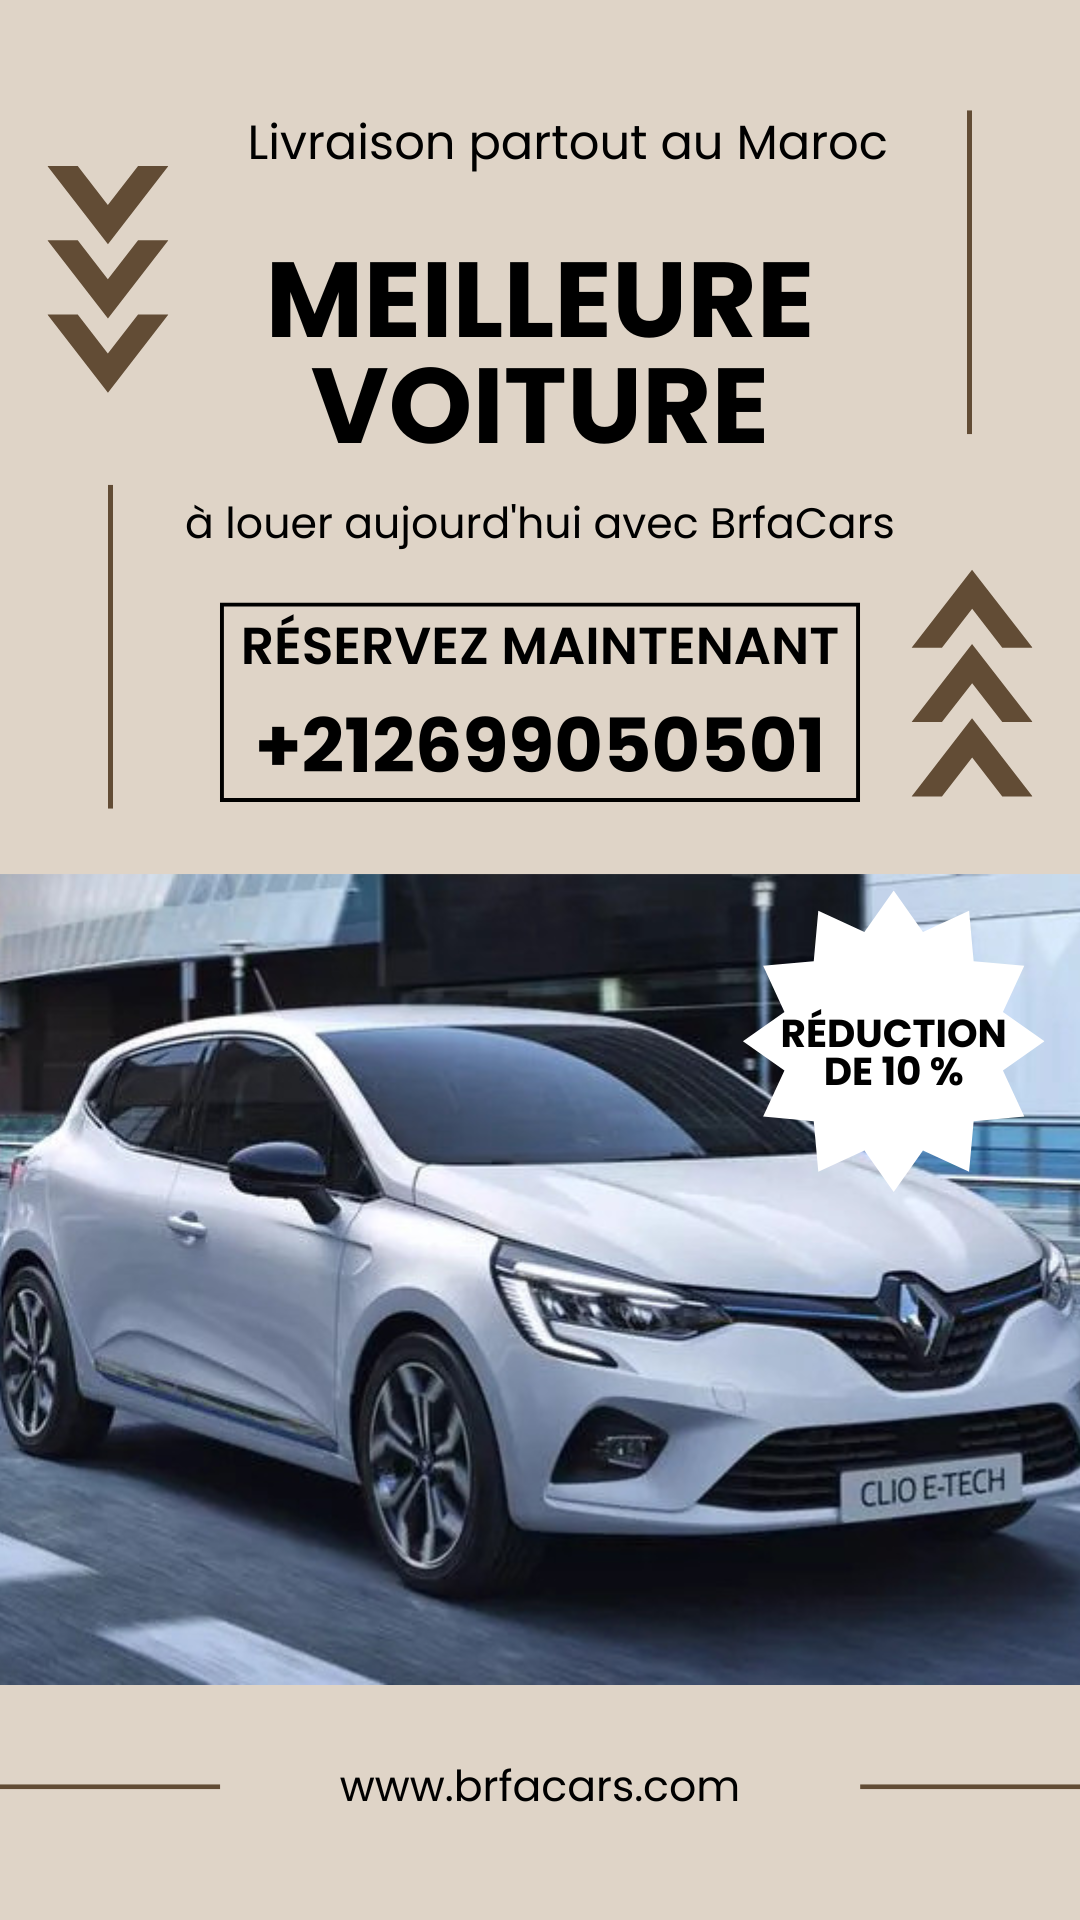 Livraison partout au Maroc
MEILLEURE
VOITURE
à louer aujourd'hui avec BrfaCars
RÉSERVEZ MAINTENANT
+212699050501
RÉDUCTION
DE 10 %
CLIO E-TECH
www.brfacars.com